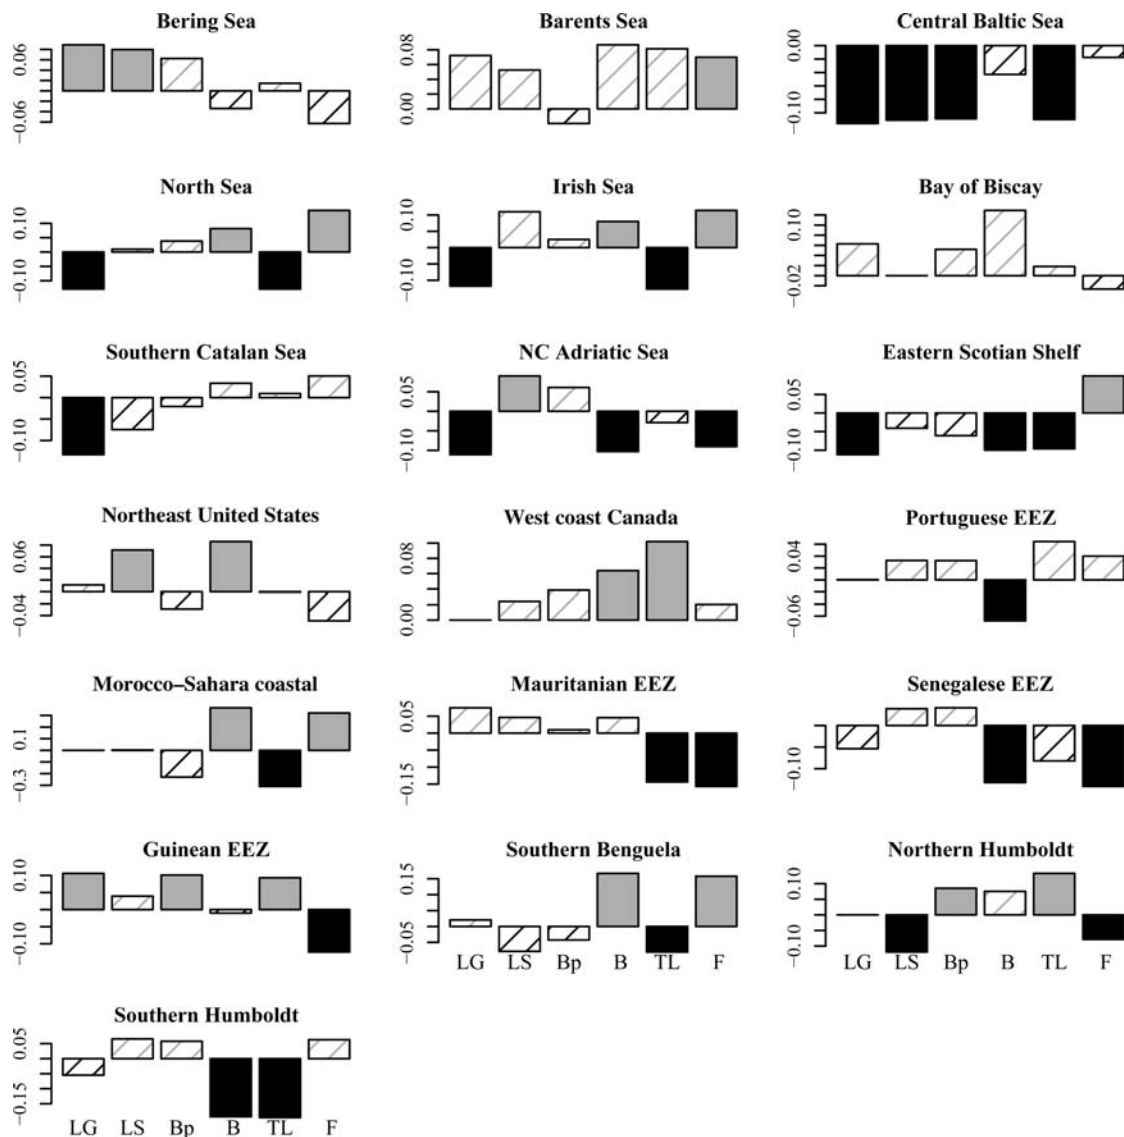 Bering Sea
0.06
−0.06
Barents Sea
0.08
0.00
Central Baltic Sea
0.00
−0.10
North Sea
0.10
−0.10
Irish Sea
0.10
−0.10
Bay of Biscay
0.10
−0.02
Southern Catalan Sea
0.05
−0.10
NC Adriatic Sea
0.05
−0.10
Eastern Scotian Shelf
0.05
−0.10
Northeast United States
0.06
−0.04
West coast Canada
0.08
0.00
Portuguese EEZ
0.04
−0.06
Morocco–Sahara coastal
0.1
−0.3
Mauritanian EEZ
0.05
−0.15
Senegalese EEZ
−0.10
Guinean EEZ
0.10
−0.10
Southern Benguela
0.15
−0.05
LG LS Bp B TL F
Northern Humboldt
0.10
−0.10
LG LS Bp B TL F
Southern Humboldt
0.05
−0.15
LG LS Bp B TL F